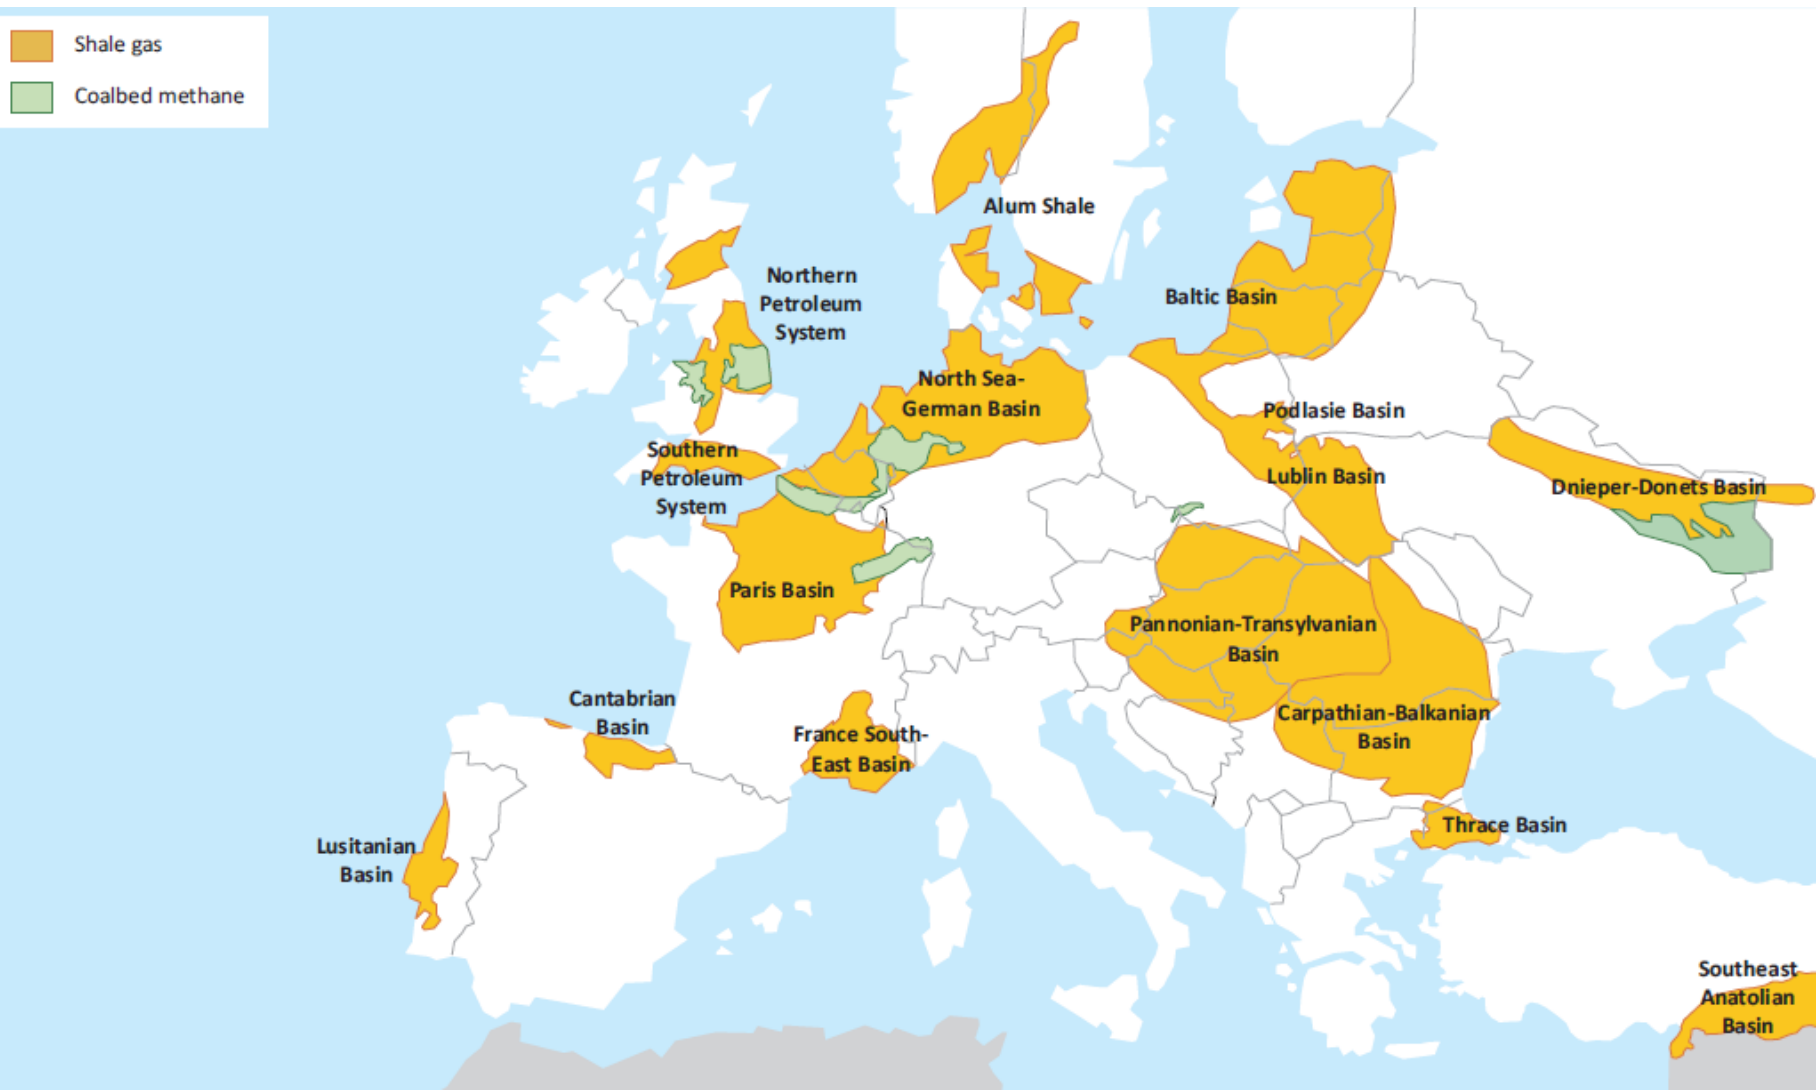 Shale gas
Coalbed methane
Alum Shale
Northern
Petroleum
System
Baltic Basin
North Sea-
German Basin
Podlasie Basin
Southern
Petroleum
System
Lublin Basin
Dnieper-Donets Basin
Paris Basin
Pannonian-Transylvanian
Basin
Cantabrian
Basin
France South-
East Basin
Carpathian-Balkanian
Basin
Thrace Basin
Lusitanian
Basin
Southeast
Anatolian
Basin